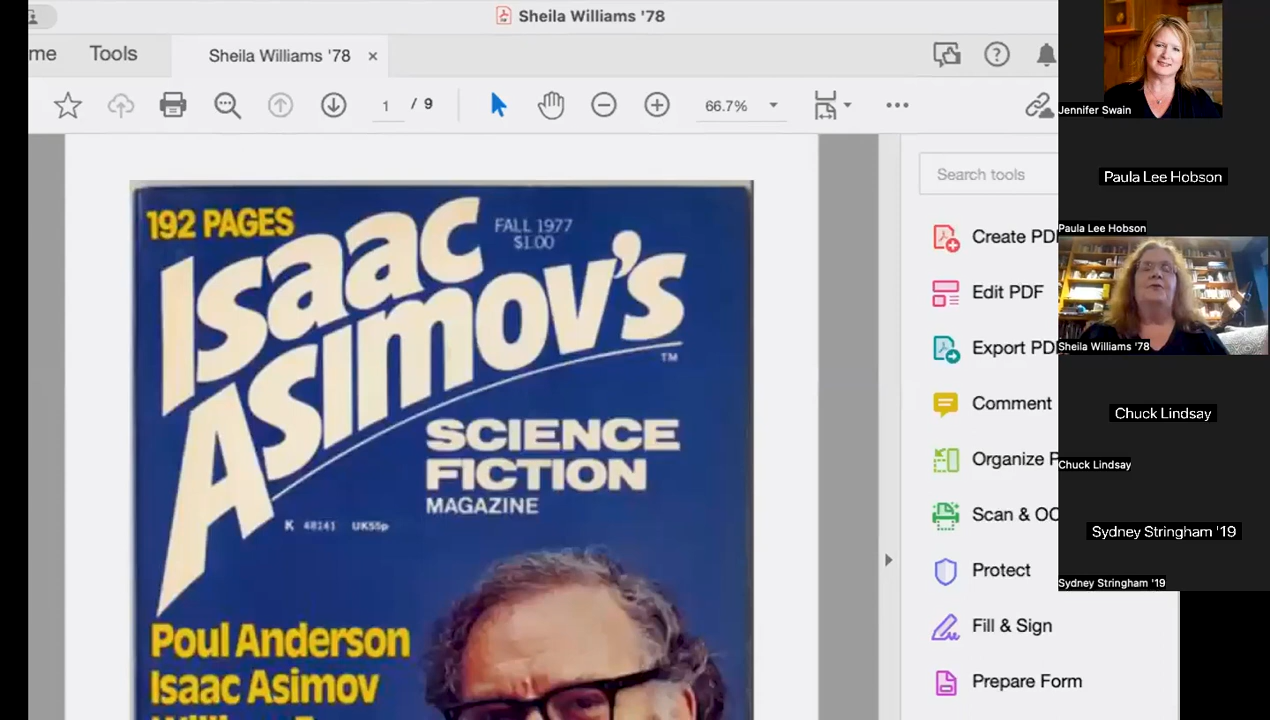 Sheila Williams '78
me
Tools
Sheila Williams '78
1 / 9
66.7%
192 PAGES
FALL 1977
$1.00
Isaac
Asimov's
TM
SCIENCE
FICTION
MAGAZINE
K 48141 UK55p
Poul Anderson
Isaac Asimov
Search tools
Create PD
Edit PDF
Export PD
Comment
Organize P
Scan & OC
Protect
Fill & Sign
Prepare Form
Jennifer Swain
Paula Lee Hobson
Paula Lee Hobson
Sheila Williams '78
Chuck Lindsay
Chuck Lindsay
Sydney Stringham '19
Sydney Stringham '19